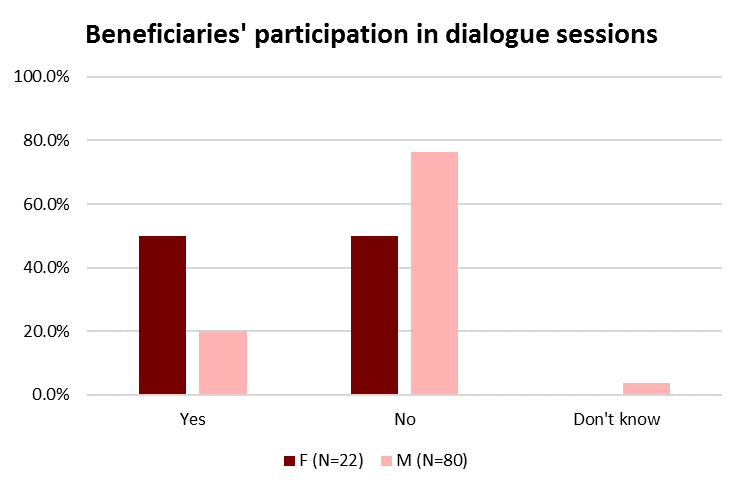 Beneficiaries' participation in dialogue sessions
100.0%
80.0%
60.0%
40.0%
20.0%
0.0%
Yes No Don't know
F (N=22) M (N=80)